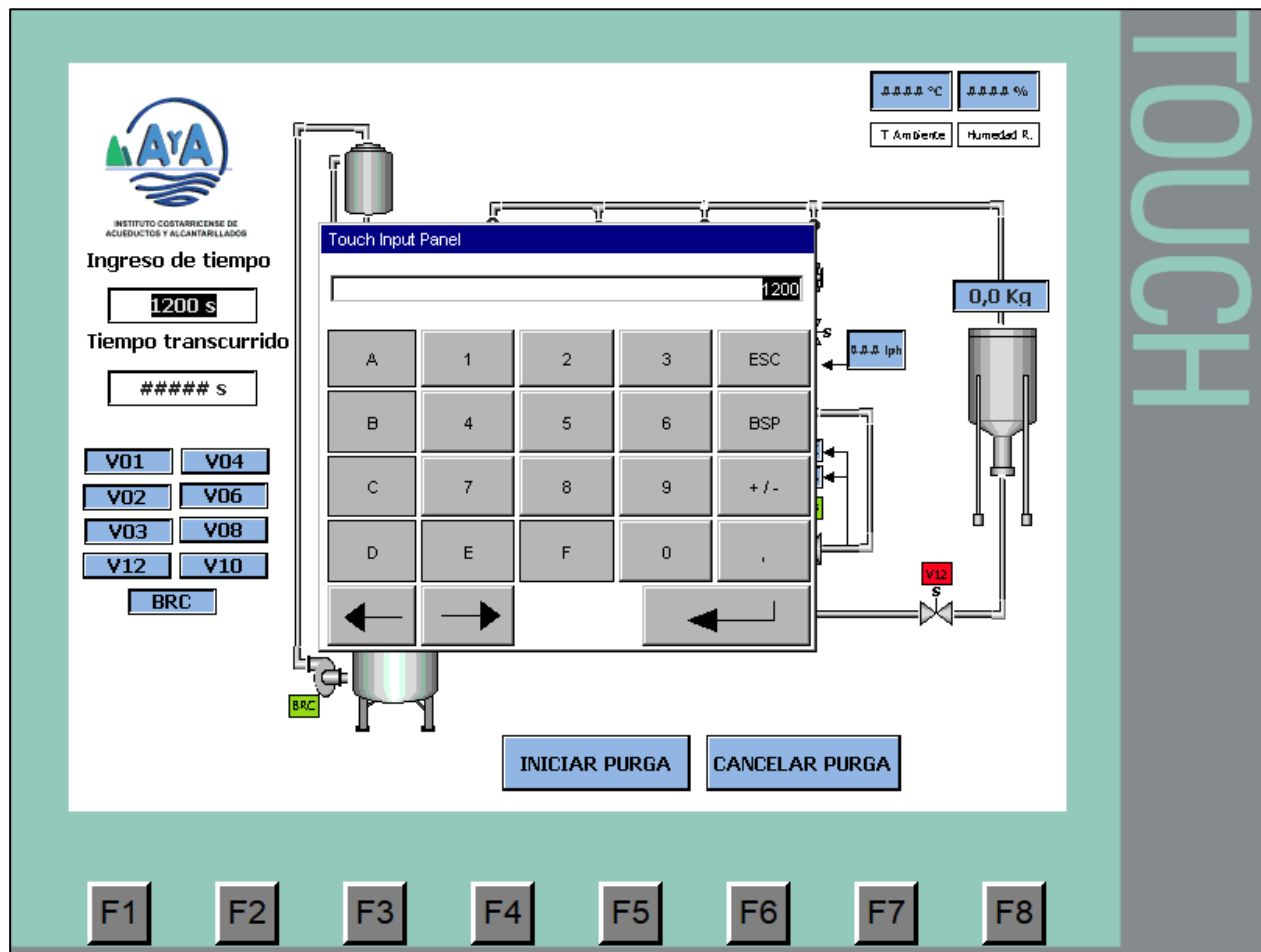 TOUCH
°C
%
T Ambiente
Humedad R.
AYA
INSTITUTO COSTARRICENSE DE
ACUEDUCTOS Y ALCANTARILLADOS
Ingreso de tiempo
1200 s
Tiempo transcurrido
##### s
V01 V04
V02 V06
V03 V08
V12 V10
BRC
Touch Input Panel
1200
A 1 2 3 ESC
B 4 5 6 BSP
C 7 8 9 + / -
D E F 0 ,
S
lph
0,0 Kg
V12
S
BRC
INICIAR PURGA
CANCELAR PURGA
F1 F2 F3 F4 F5 F6 F7 F8